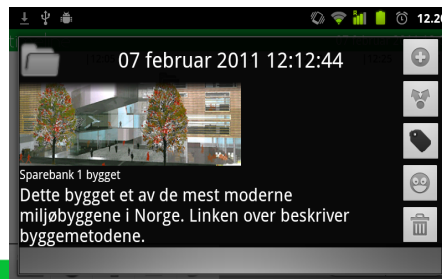 12.20
07 februar 2011 12:12:44
Sparebank 1 bygget
Dette bygget et av de mest moderne
miljøbyggene i Norge. Linken over beskriver
byggemetodene.